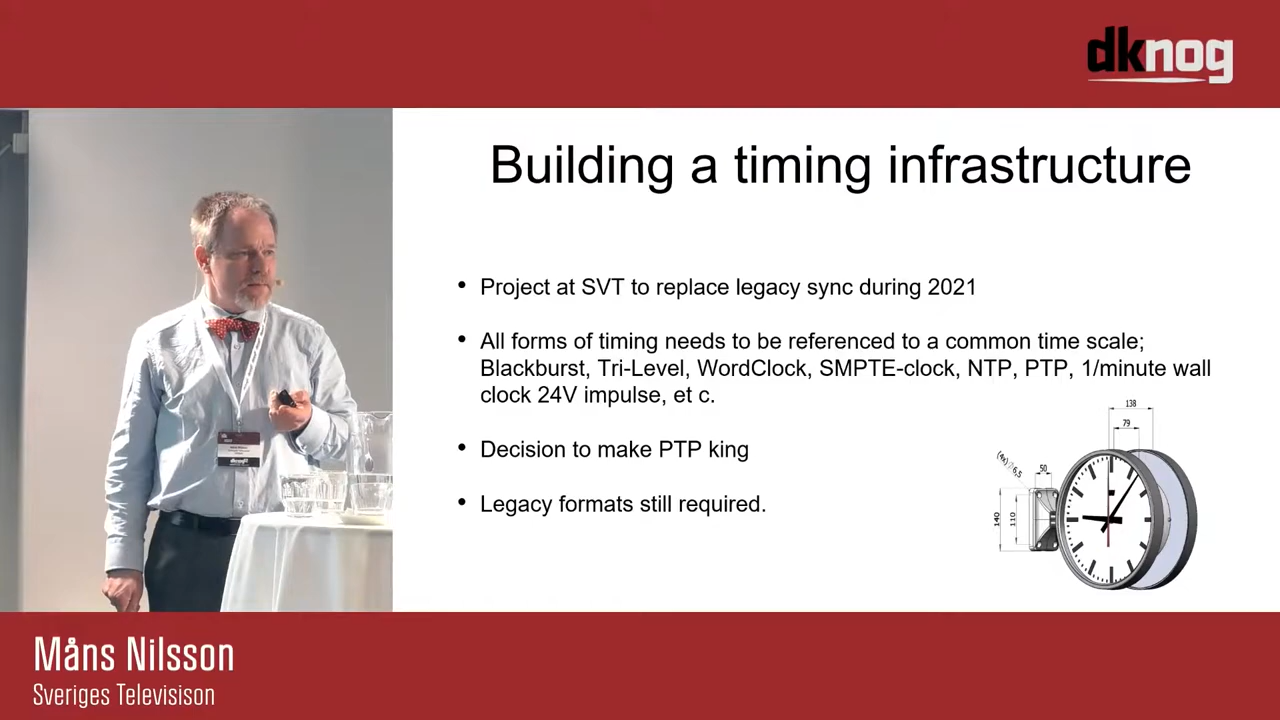 dknog
Building a timing infrastructure
• Project at SVT to replace legacy sync during 2021
• All forms of timing needs to be referenced to a common time scale;
Blackburst, Tri-Level, WordClock, SMPTE-clock, NTP, PTP, 1/minute wall
clock 24V impulse, et c.
• Decision to make PTP king
• Legacy formats still required.
138
79
(4x) 6,5
50
140
110
Måns Nilsson
Sveriges Televisison